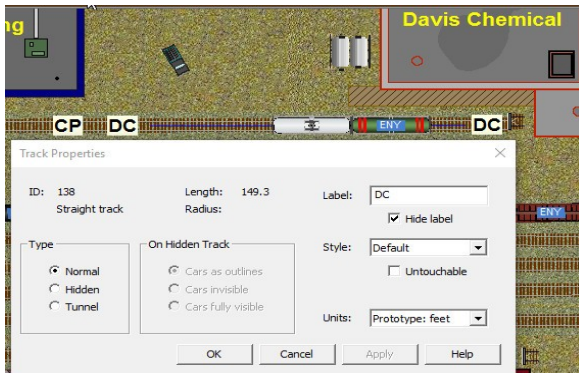 ng
Davis Chemical
CP DC ENY DC
Track Properties
ID: 138 Length: 149.3 Label: DC
Straight track Radius: Hide label
ENY
Type On Hidden Track Style: Default
Normal Cars as outlines Untouchable
Hidden Cars invisible
Tunnel Cars fully visible
Units: Prototype: feet
OK Cancel Apply Help